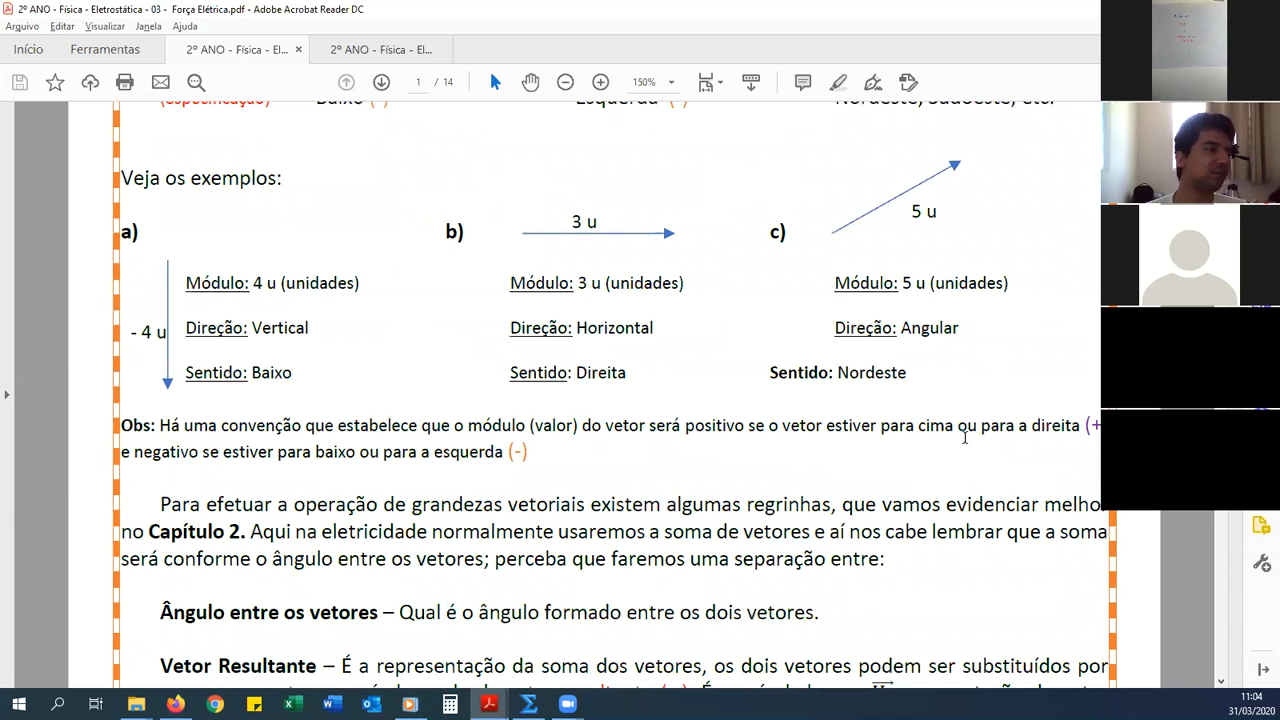 2º ANO - Física - Eletrostática - 03 - Força Elétrica.pdf - Adobe Acrobat Reader DC
Arquivo Editar Visualizar Janela Ajuda
Início Ferramentas 2º ANO - Física - El... × 2º ANO - Física - El...
1 / 14 150%
(especificação) Baixo (-) Esquerda (-) Nordeste, Sudoeste, etc.
Veja os exemplos:
a) b) 3 u c) 5 u
Módulo: 4 u (unidades) Módulo: 3 u (unidades) Módulo: 5 u (unidades)
- 4 u Direção: Vertical Direção: Horizontal Direção: Angular
Sentido: Baixo Sentido: Direita Sentido: Nordeste
Obs: Há uma convenção que estabelece que o módulo (valor) do vetor será positivo se o vetor estiver para cima ou para a direita (+
e negativo se estiver para baixo ou para a esquerda (-)
Para efetuar a operação de grandezas vetoriais existem algumas regrinhas, que vamos evidenciar melho
no Capítulo 2. Aqui na eletricidade normalmente usaremos a soma de vetores e aí nos cabe lembrar que a soma
será conforme o ângulo entre os vetores; perceba que faremos uma separação entre:
Ângulo entre os vetores – Qual é o ângulo formado entre os dois vetores.
Vetor Resultante – É a representação da soma dos vetores, os dois vetores podem ser substituídos por
11:04
31/03/2020